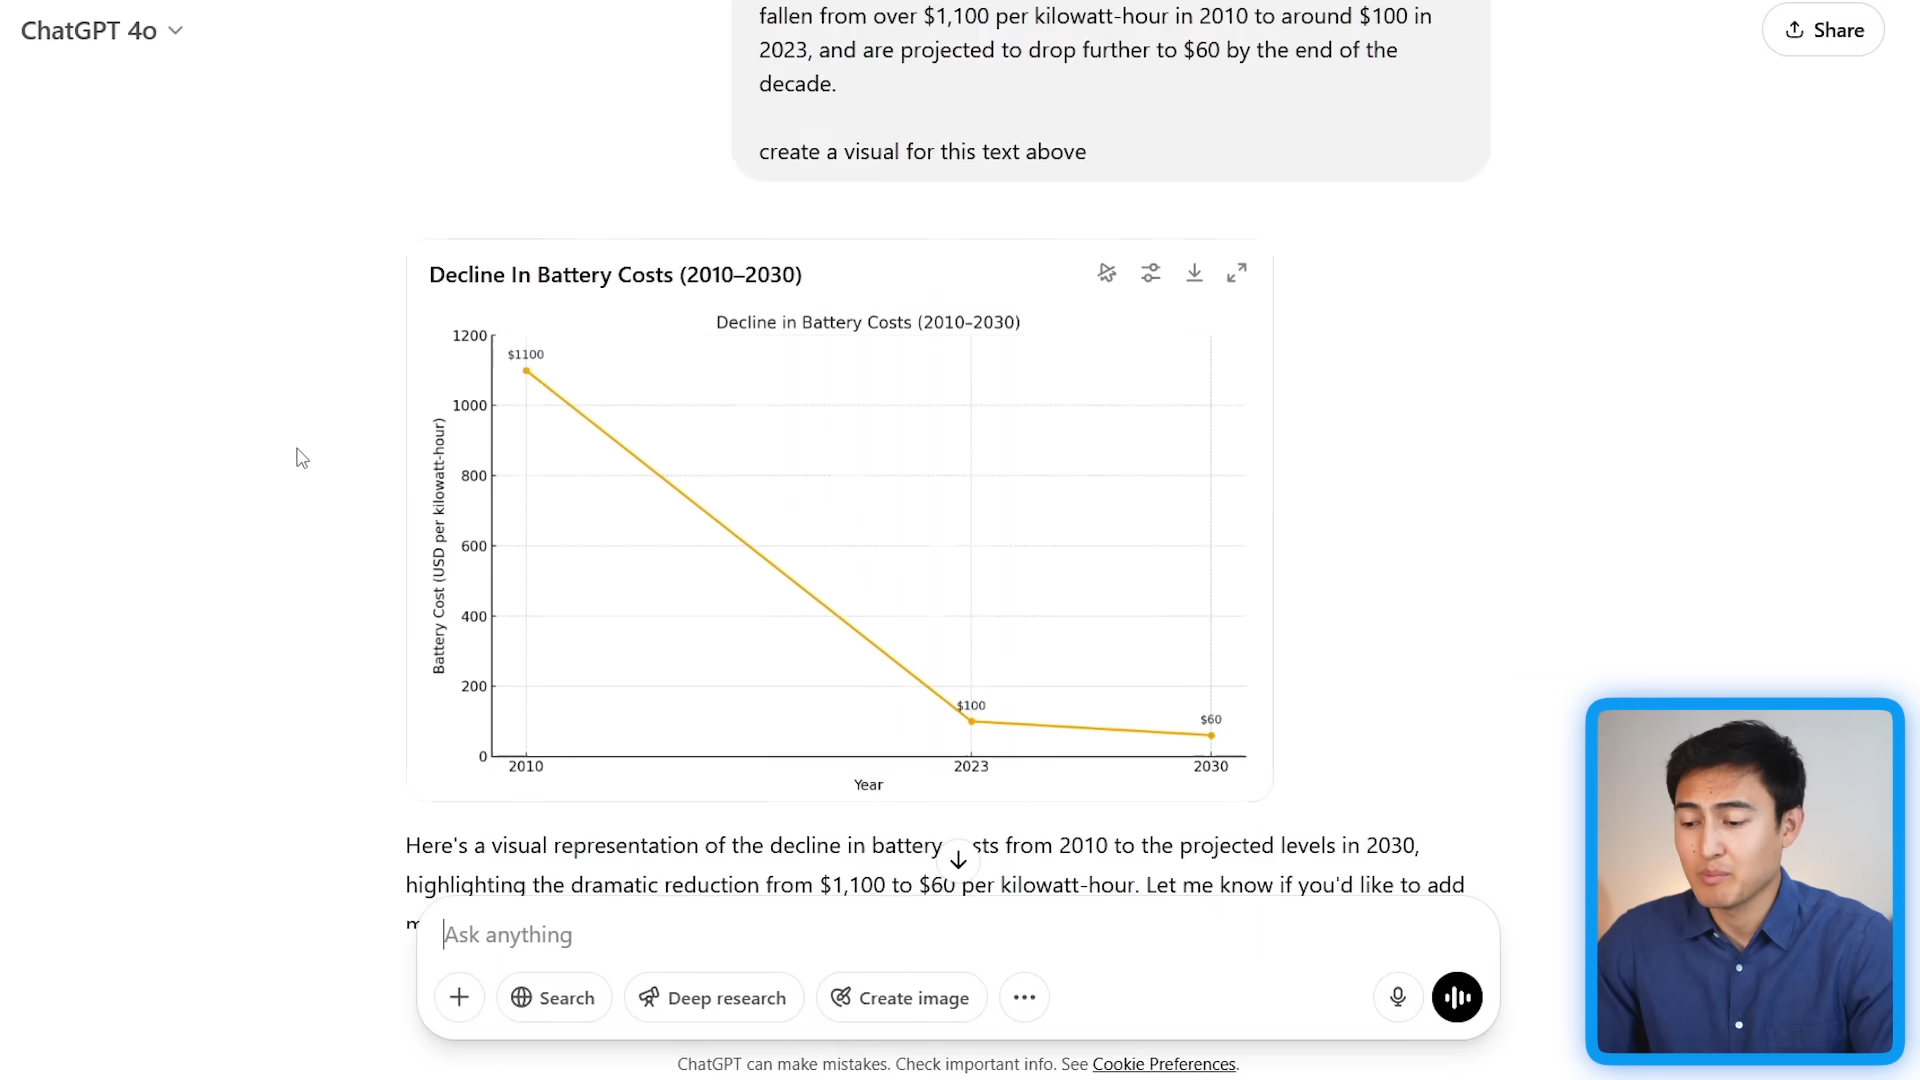 ChatGPT 4o
Share
fallen from over $1,100 per kilowatt-hour in 2010 to around $100 in
2023, and are projected to drop further to $60 by the end of the
decade.
create a visual for this text above
Decline In Battery Costs (2010–2030)
Decline in Battery Costs (2010–2030)
Battery Cost (USD per kilowatt-hour)
1200
1000
800
600
400
200
0
$1100
$100
$60
2010
2023
2030
Year
Here's a visual representation of the decline in battery sts from 2010 to the projected levels in 2030,
highlighting the dramatic reduction from $1,100 to $60 per kilowatt-hour. Let me know if you'd like to add
Ask anything
Search
Deep research
Create image
ChatGPT can make mistakes. Check important info. See Cookie Preferences.